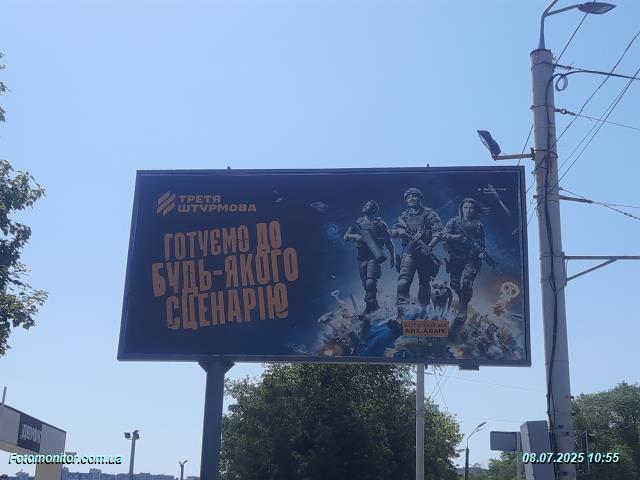 ТРЕТЯ
ШТУРМОВА
ГОТУЄМО ДО
БУДЬ-ЯКОГО
СЦЕНАРІЮ
ВСТУПАЙ НА
AB3.ARMY
Fotomonitor.com.ua
08.07.2025 10:55